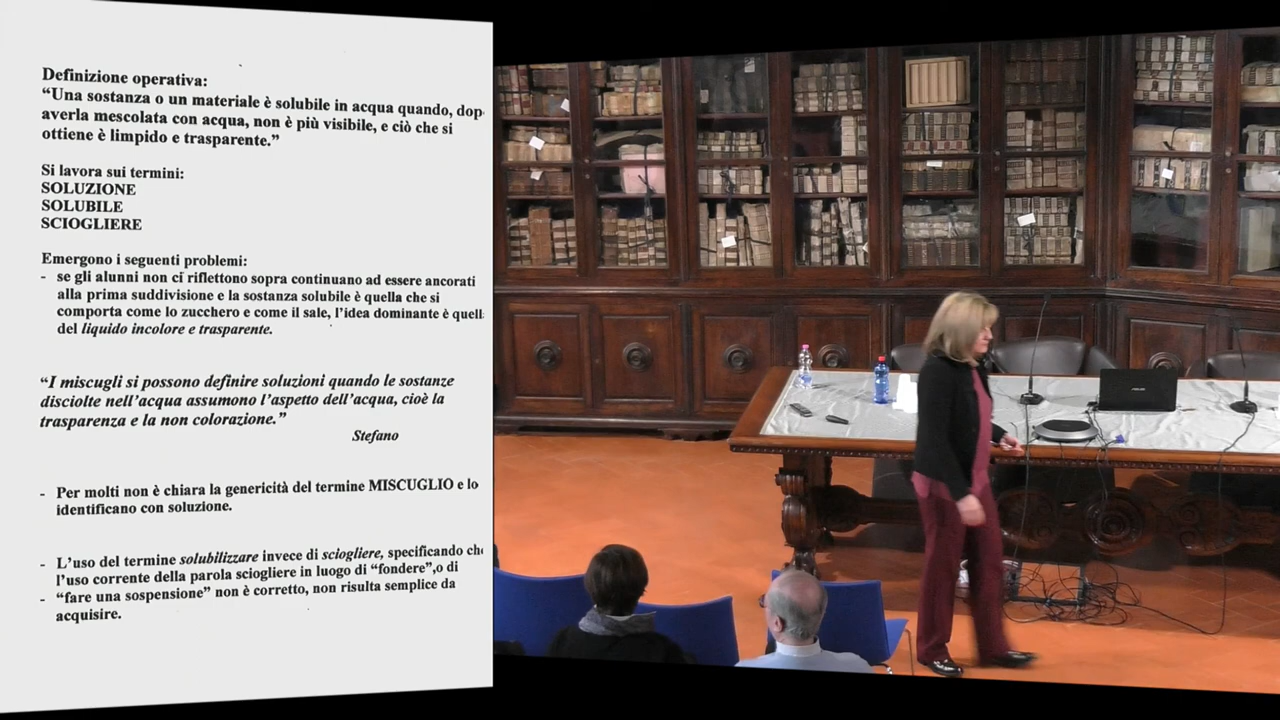 Definizione operativa:
“Una sostanza o un materiale è solubile in acqua quando, dop
averla mescolata con acqua, non è più visibile, e ciò che si
ottiene è limpido e trasparente.”
Si lavora sui termini:
SOLUZIONE
SOLUBILE
SCIOGLIERE
Emergono i seguenti problemi:
- se gli alunni non ci riflettono sopra continuano ad essere ancorati
alla prima suddivisione e la sostanza solubile è quella che si
comporta come lo zucchero e come il sale, l’idea dominante è quell
del liquido incolore e trasparente.
“I miscugli si possono definire soluzioni quando le sostanze
disciolte nell’acqua assumono l’aspetto dell’acqua, cioè la
trasparenza e la non colorazione.”
Stefano
- Per molti non è chiara la genericità del termine MISCUGLIO e lo
identificano con soluzione.
- L’uso del termine solubilizzare invece di sciogliere, specificando che
l’uso corrente della parola sciogliere in luogo di “fondere”,o di
- “fare una sospensione” non è corretto, non risulta semplice da
acquisire.